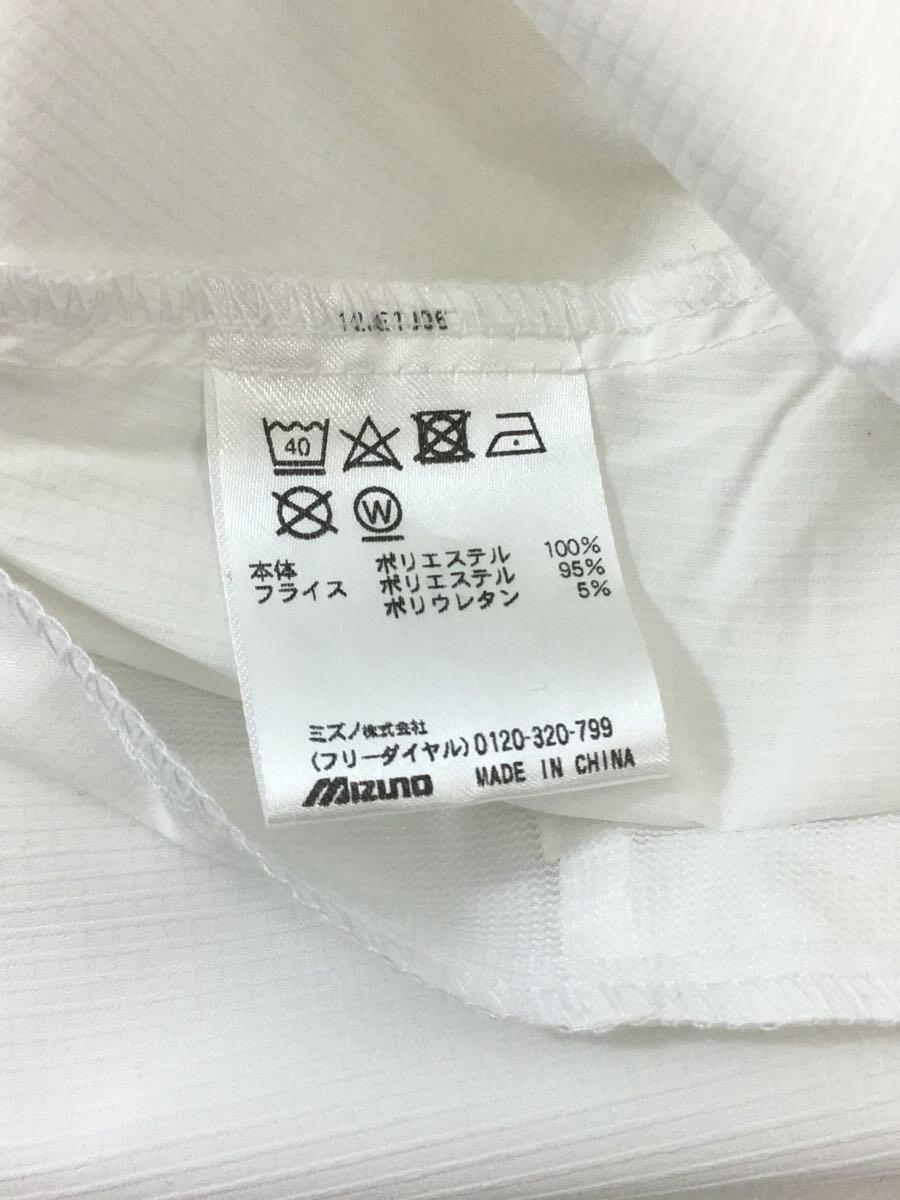 40
W
本体 ポリエステル 100%
フライス ポリエステル 95%
ポリウレタン 5%
ミズノ株式会社
(フリーダイヤル)0120-320-799
Mizuno MADE IN CHINA